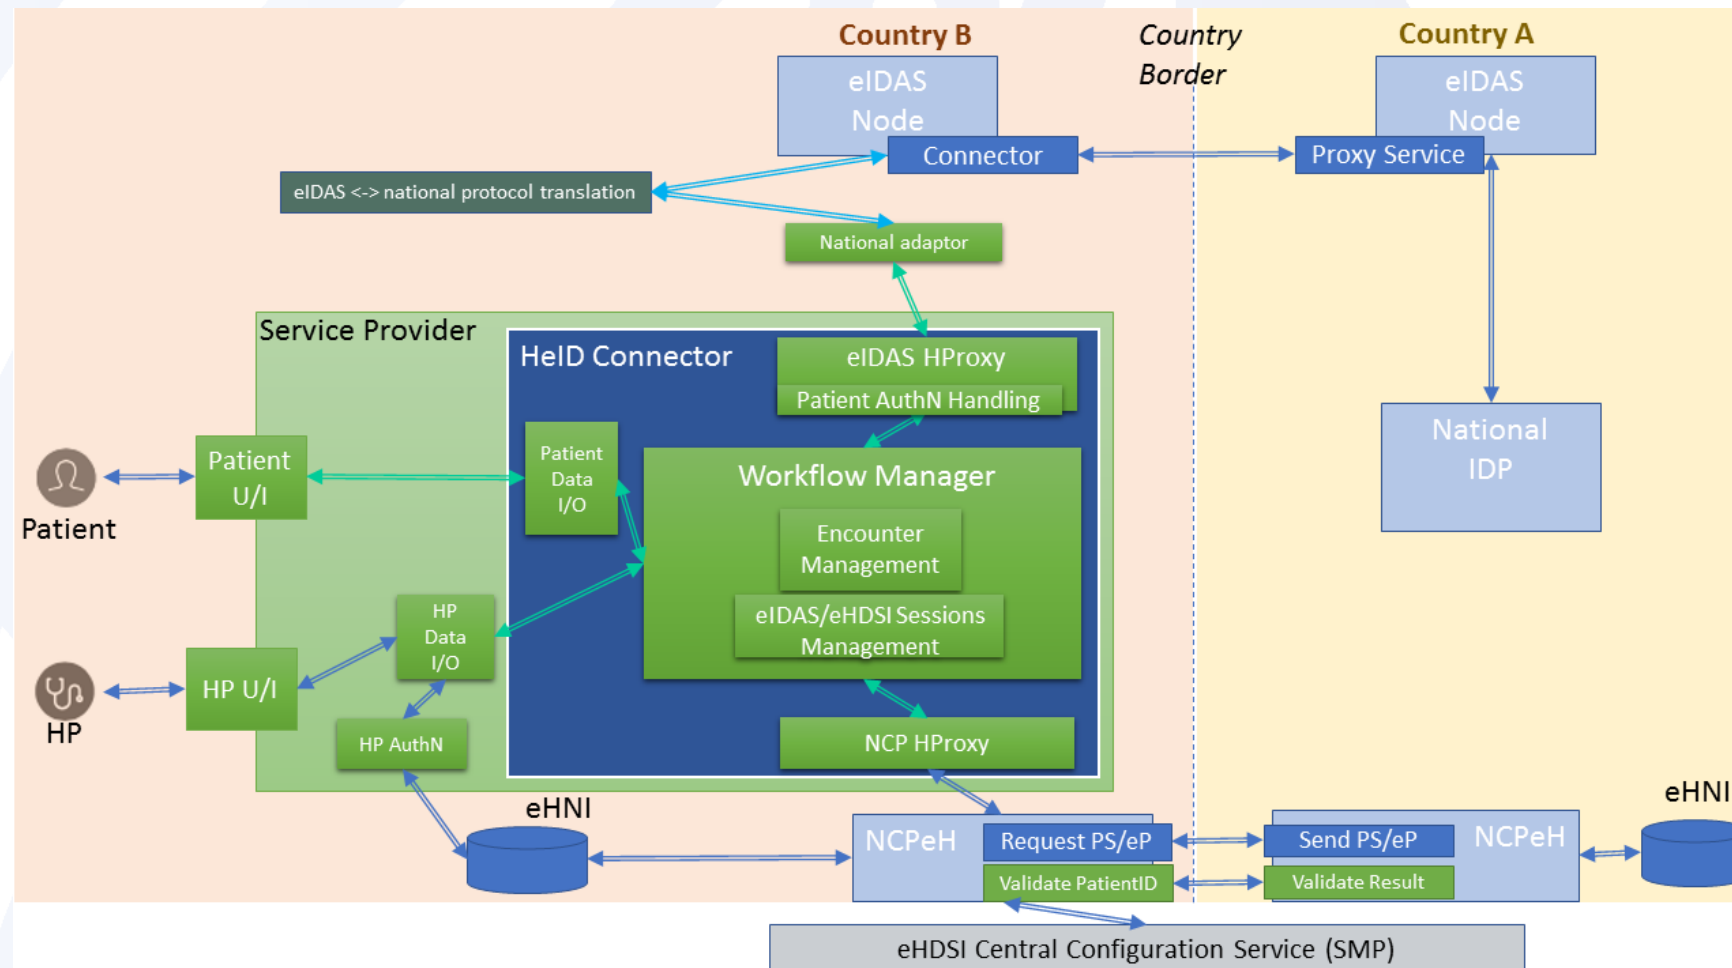 Country B
Country
Border
Country A
eIDAS
Node
Connector
eIDAS
Node
Proxy Service
eIDAS <-> national protocol translation
National adaptor
Service Provider
HeID Connector
eIDAS HProxy
Patient AuthN Handling
Patient
U/I
Patient
Patient
Data
I/O
Workflow Manager
Encounter
Management
eIDAS/eHDSI Sessions
Management
National
IDP
HP
Data
I/O
HP U/I
HP
HP AuthN
NCP HProxy
eHNI
NCPeH
Request PS/eP
Validate PatientID
Send PS/eP
Validate Result
NCPeH
eHNI
eHDSI Central Configuration Service (SMP)